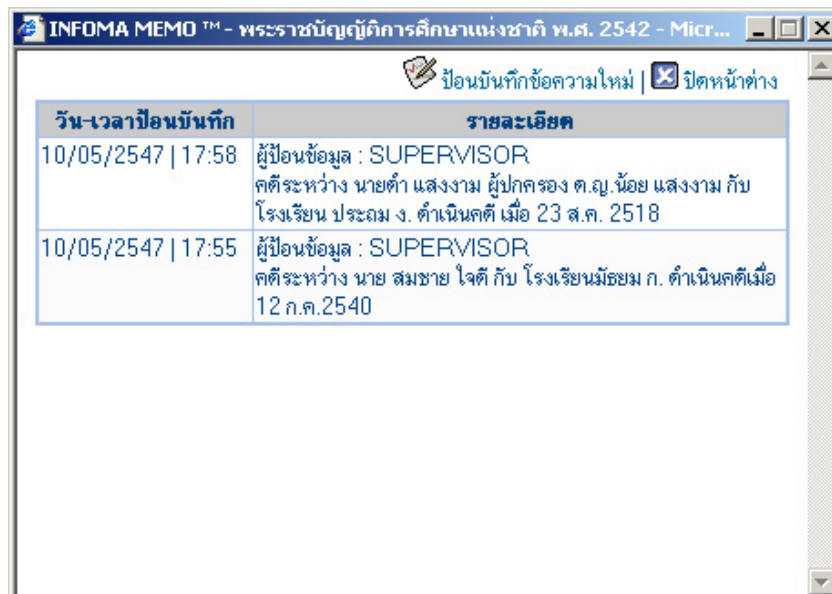 INFOMA MEMO ™ - พระราชบัญญัติการศึกษาแห่งชาติ พ.ศ. 2542 - Micr...
ป้อนบันทึกข้อความใหม่ | ปิดหน้าต่าง
วัน-เวลาป้อนบันทึก รายละเอียด
10/05/2547 | 17:58 ผู้ป้อนข้อมูล : SUPERVISOR
คดีระหว่าง นายดำ แสงงาม ผู้ปกครอง ด.ญ.น้อย แสงงาม กับ
โรงเรียน ประถม ง. ดำเนินคดี เมื่อ 23 ส.ค. 2518
10/05/2547 | 17:55 ผู้ป้อนข้อมูล : SUPERVISOR
คดีระหว่าง นาย สมชาย ใจดี กับ โรงเรียนมัธยม ก. ดำเนินคดีเมื่อ
12 ก.ค.2540